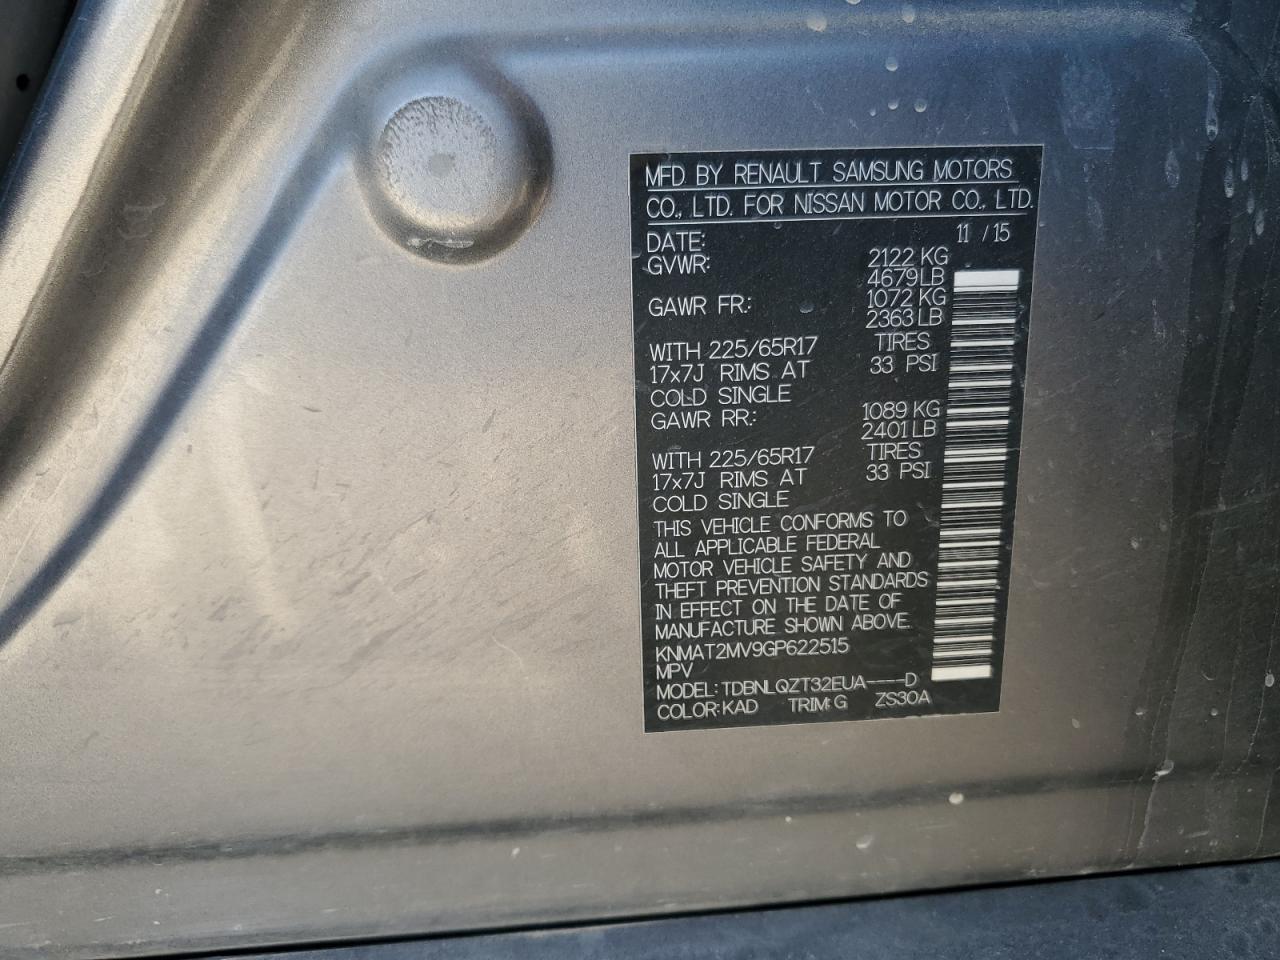 MFD BY RENAULT SAMSUNG MOTORS
CO., LTD. FOR NISSAN MOTOR CO., LTD.
DATE: 11 / 15
GVWR: 2122 KG
4679 LB
GAWR FR: 1072 KG
2363 LB
WITH 225/65R17 TIRES
17x7J RIMS AT 33 PSI
COLD SINGLE
GAWR RR: 1089 KG
2401 LB
WITH 225/65R17 TIRES
17x7J RIMS AT 33 PSI
COLD SINGLE
THIS VEHICLE CONFORMS TO
ALL APPLICABLE FEDERAL
MOTOR VEHICLE SAFETY AND
THEFT PREVENTION STANDARDS
IN EFFECT ON THE DATE OF
MANUFACTURE SHOWN ABOVE.
KNMAT2MV9GP622515
MPV
MODEL: TDBNLQZT32EUA----D
COLOR: KAD TRIM: G ZS30A